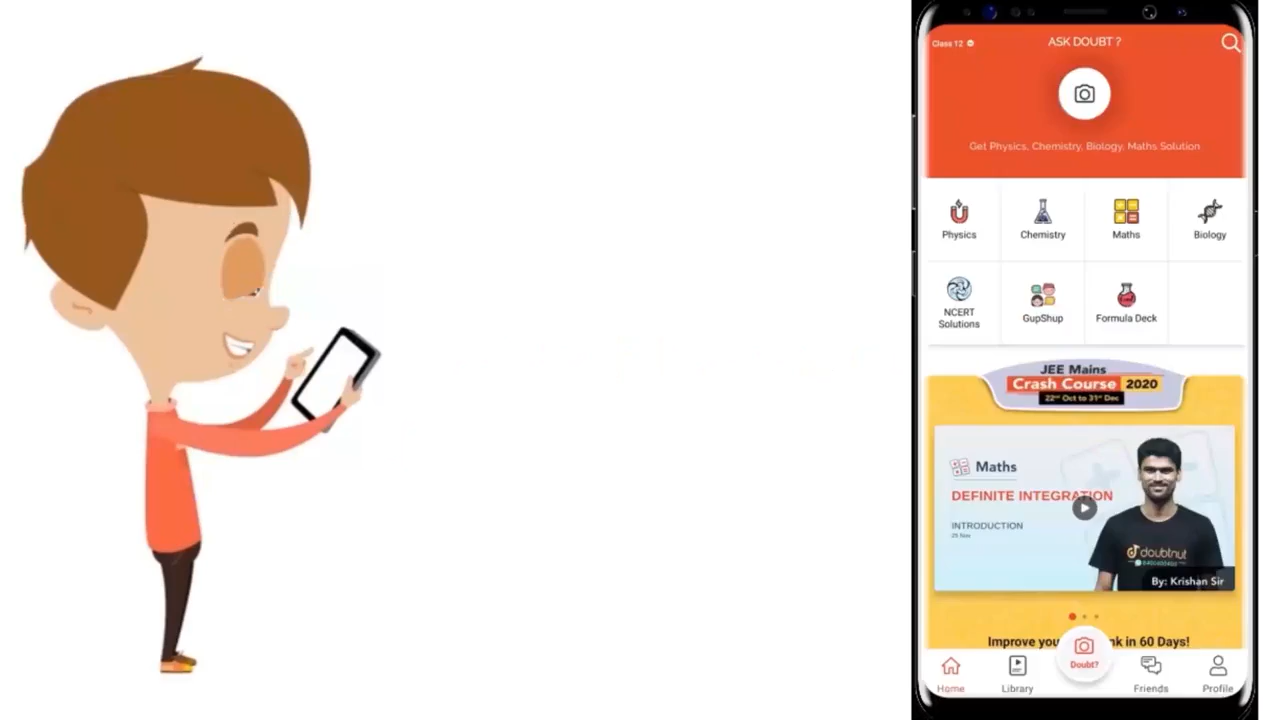 Class 12
ASK DOUBT ?
Get Physics, Chemistry, Biology, Maths Solution
Physics
Chemistry
Maths
Biology
NCERT
Solutions
GupShup
Formula Deck
JEE Mains
Crash Course 2020
22nd Oct to 31st Dec
Maths
DEFINITE INTEGRATION
INTRODUCTION
doubtnut
By: Krishan Sir
Improve you nk in 60 Days!
Doubt?
Home
Library
Friends
Profile